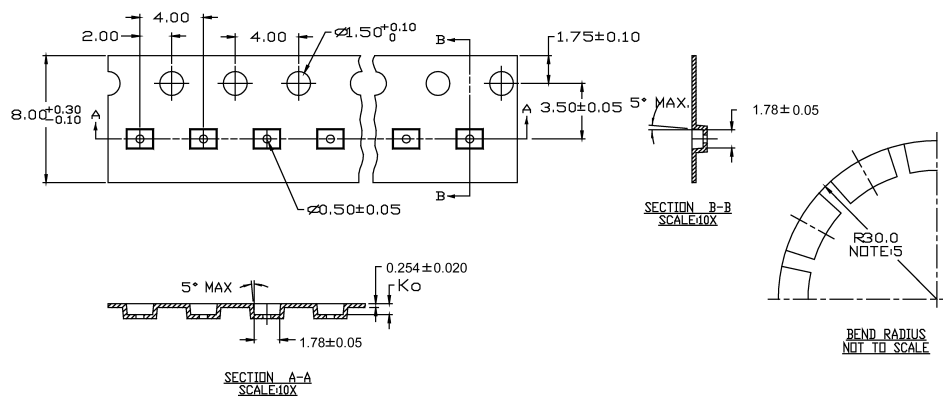 4.00
2.00
4.00
Ø1.50+0.10 0
B
1.75±0.10
8.00+0.30 -0.10
A
A
3.50±0.05
5° MAX.
1.78±0.05
Ø0.50±0.05
B
SECTION B-B
SCALE:10X
R30.0
NOTE:5
0.254±0.020
5° MAX
Ko
1.78±0.05
BEND RADIUS
NOT TO SCALE
SECTION A-A
SCALE:10X